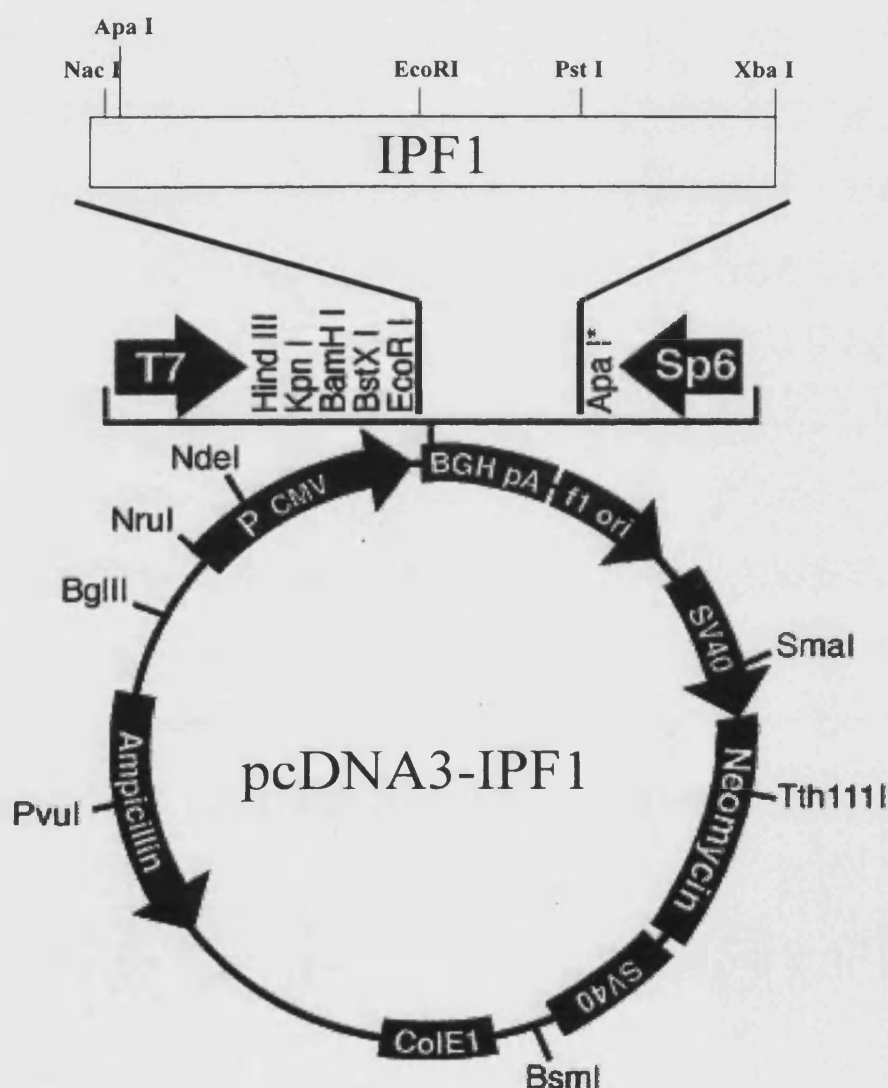 Apa I
Nac I EcoRI Pst I Xba I
IPF1
T7
Hind III
Kpn I
BamH I
BstX I
EcoR I
Apa I*
Sp6
NdeI
NruI
BglII
PvuI
P CMV
BGH pA
f1 ori
SV40
SmaI
Neomycin
Tth111I
SV40
BsmI
ColE1
Ampicillin
pcDNA3-IPF1